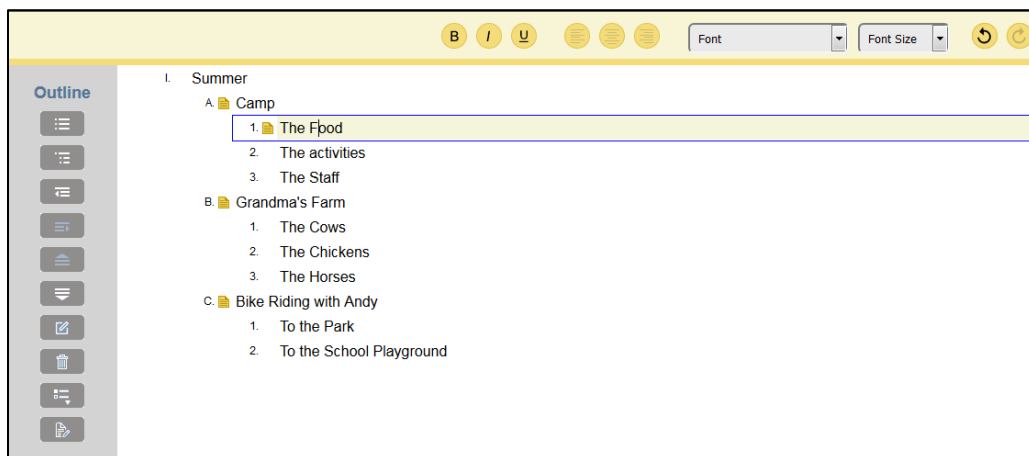 B I U Font Font Size
Outline
I. Summer
A. Camp
1. The Food
2. The activities
3. The Staff
B. Grandma's Farm
1. The Cows
2. The Chickens
3. The Horses
C. Bike Riding with Andy
1. To the Park
2. To the School Playground